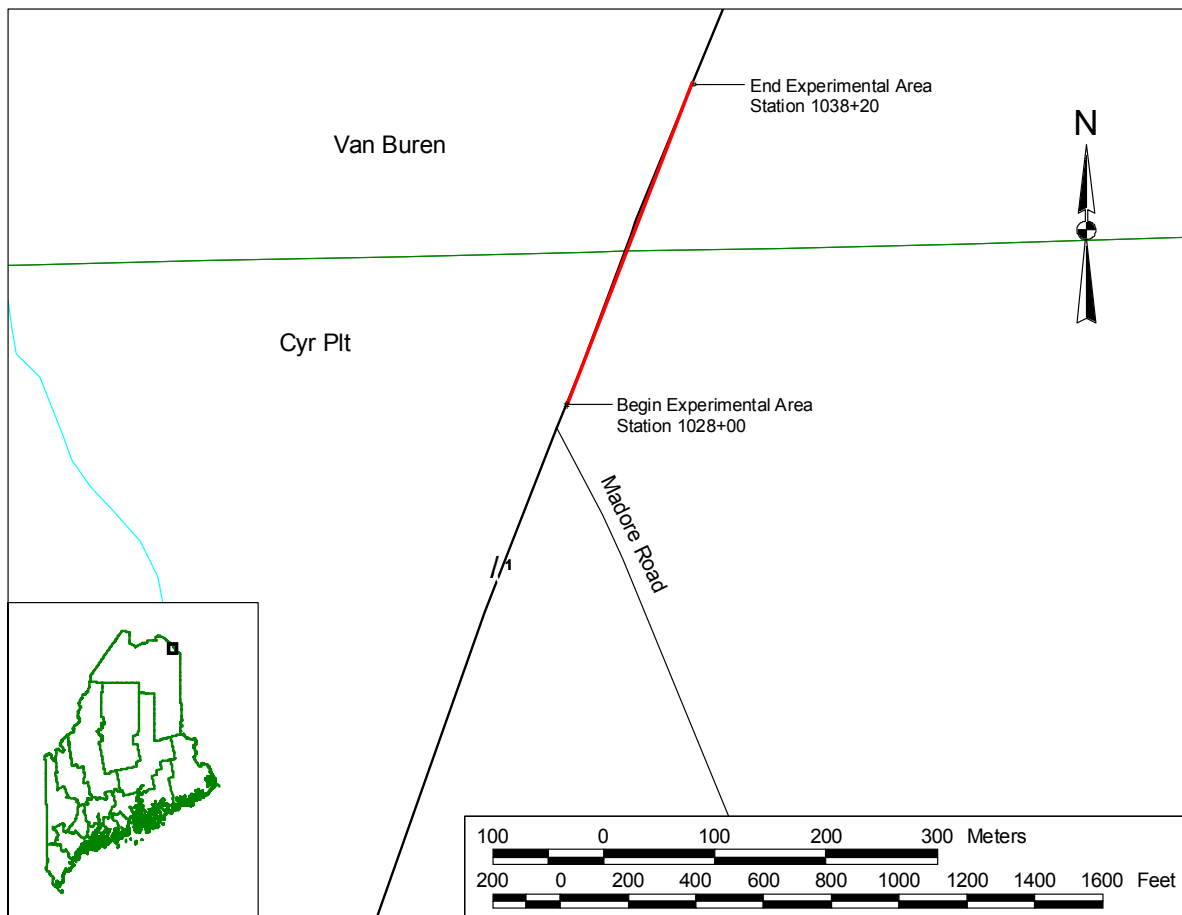 End Experimental Area
Station 1038+20
Van Buren
N
Cyr Plt
Begin Experimental Area
Station 1028+00
Madore Road
1
100 0 100 200 300 Meters
200 0 200 400 600 800 1000 1200 1400 1600 Feet